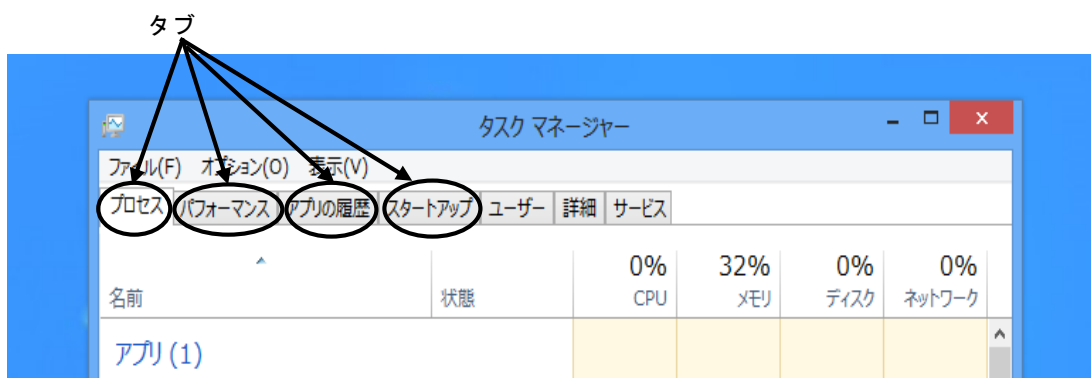 タブ
タスク マネージャー
ファイル(F) オプション(O) 表示(V)
プロセス パフォーマンス アプリの履歴 スタートアップ ユーザー 詳細 サービス
0% 32% 0% 0%
名前 状態 CPU メモリ ディスク ネットワーク
アプリ (1)